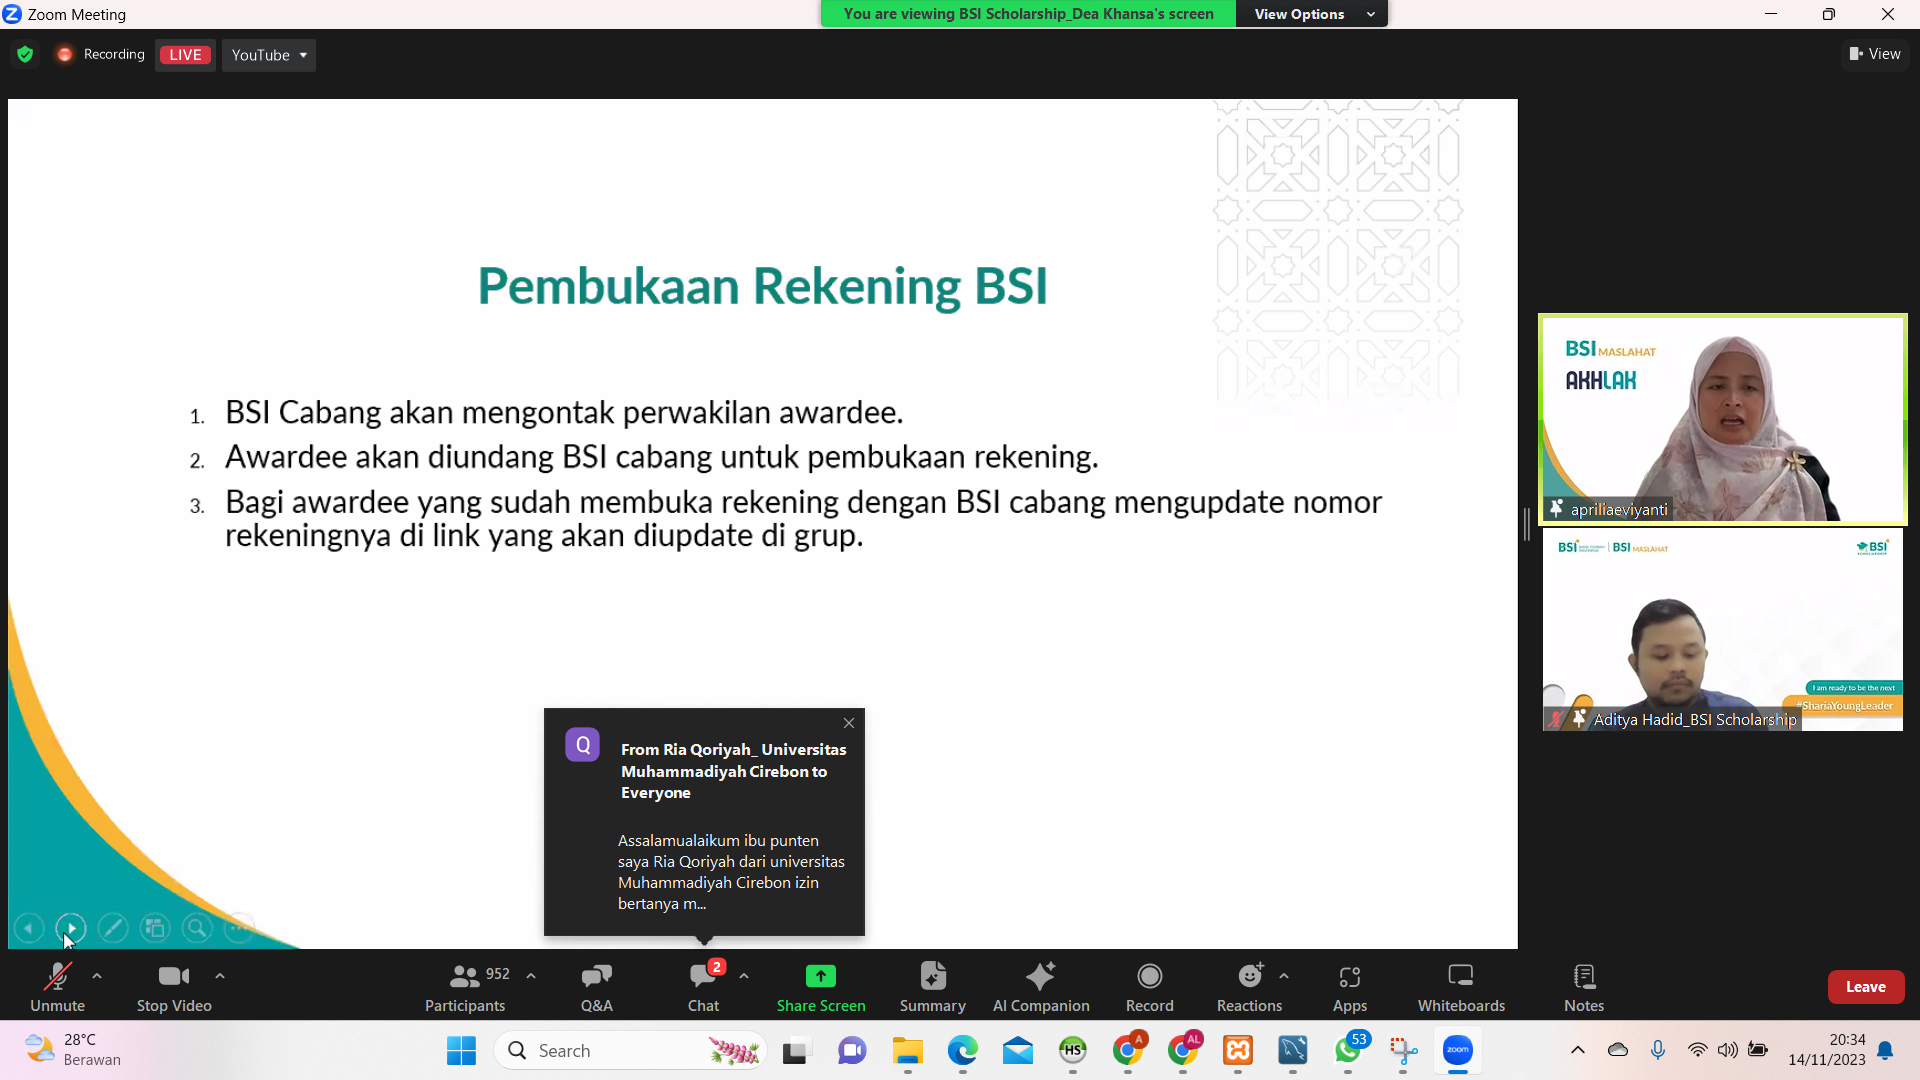 Zoom Meeting
You are viewing BSI Scholarship_Dea Khansa's screen
View Options
Recording
LIVE
YouTube
View
Pembukaan Rekening BSI
1. BSI Cabang akan mengontak perwakilan awardee.
2. Awardee akan diundang BSI cabang untuk pembukaan rekening.
3. Bagi awardee yang sudah membuka rekening dengan BSI cabang mengupdate nomor
rekeningnya di link yang akan diupdate di grup.
BSI MASLAHAT
AKHLAK
apriliaeviyanti
BSI
BSI MASLAHAT
BSI
I am ready to be the next
#ShariaYoungLeader
Aditya Hadid_BSI Scholarship
Q
From Ria Qoriyah_ Universitas
Muhammadiyah Cirebon to
Everyone
Assalamualaikum ibu punten
saya Ria Qoriyah dari universitas
Muhammadiyah Cirebon izin
bertanya m...
Unmute
Stop Video
952
Participants
Q&A
2
Chat
Share Screen
Summary
AI Companion
Record
Reactions
Apps
Whiteboards
Notes
Leave
28°C
Berawan
Search
HS
A
AL
53
zoom
20:34
14/11/2023